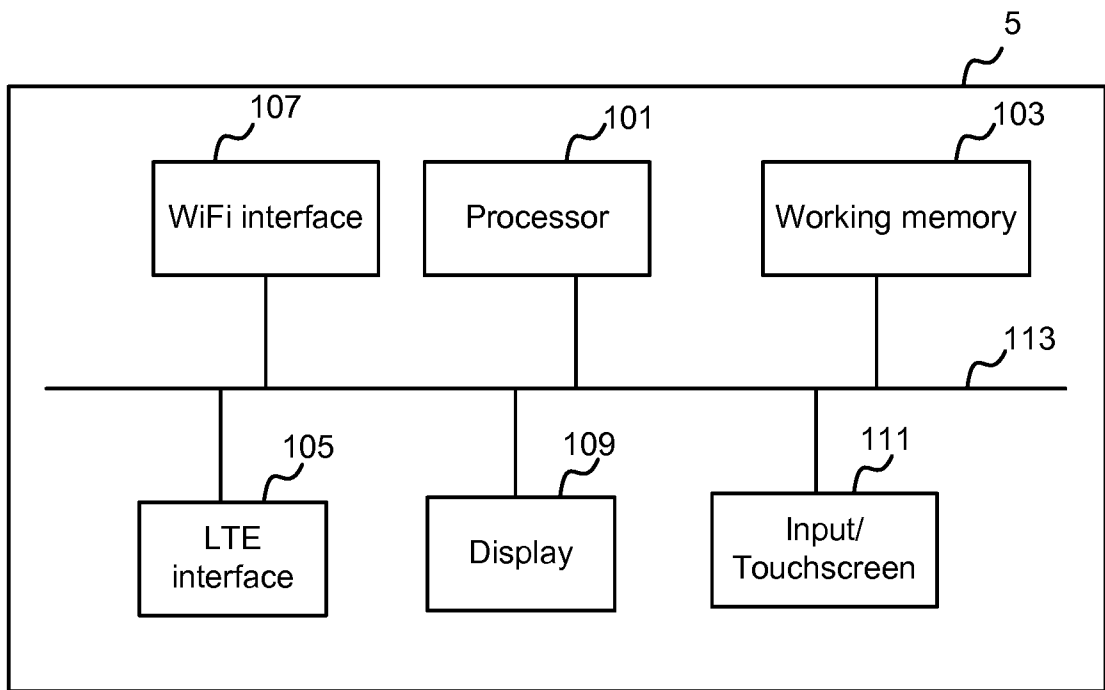 5
107
101
103
WiFi interface
Processor
Working memory
113
105
109
111
LTE
interface
Display
Input/
Touchscreen